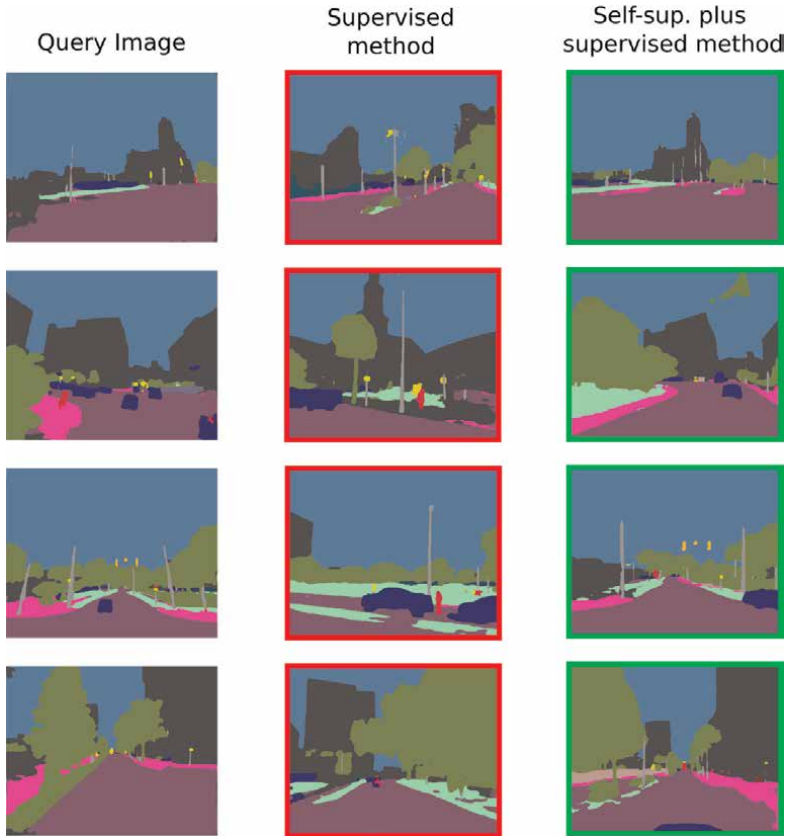 Query Image
Supervised
method
Self-sup. plus
supervised method